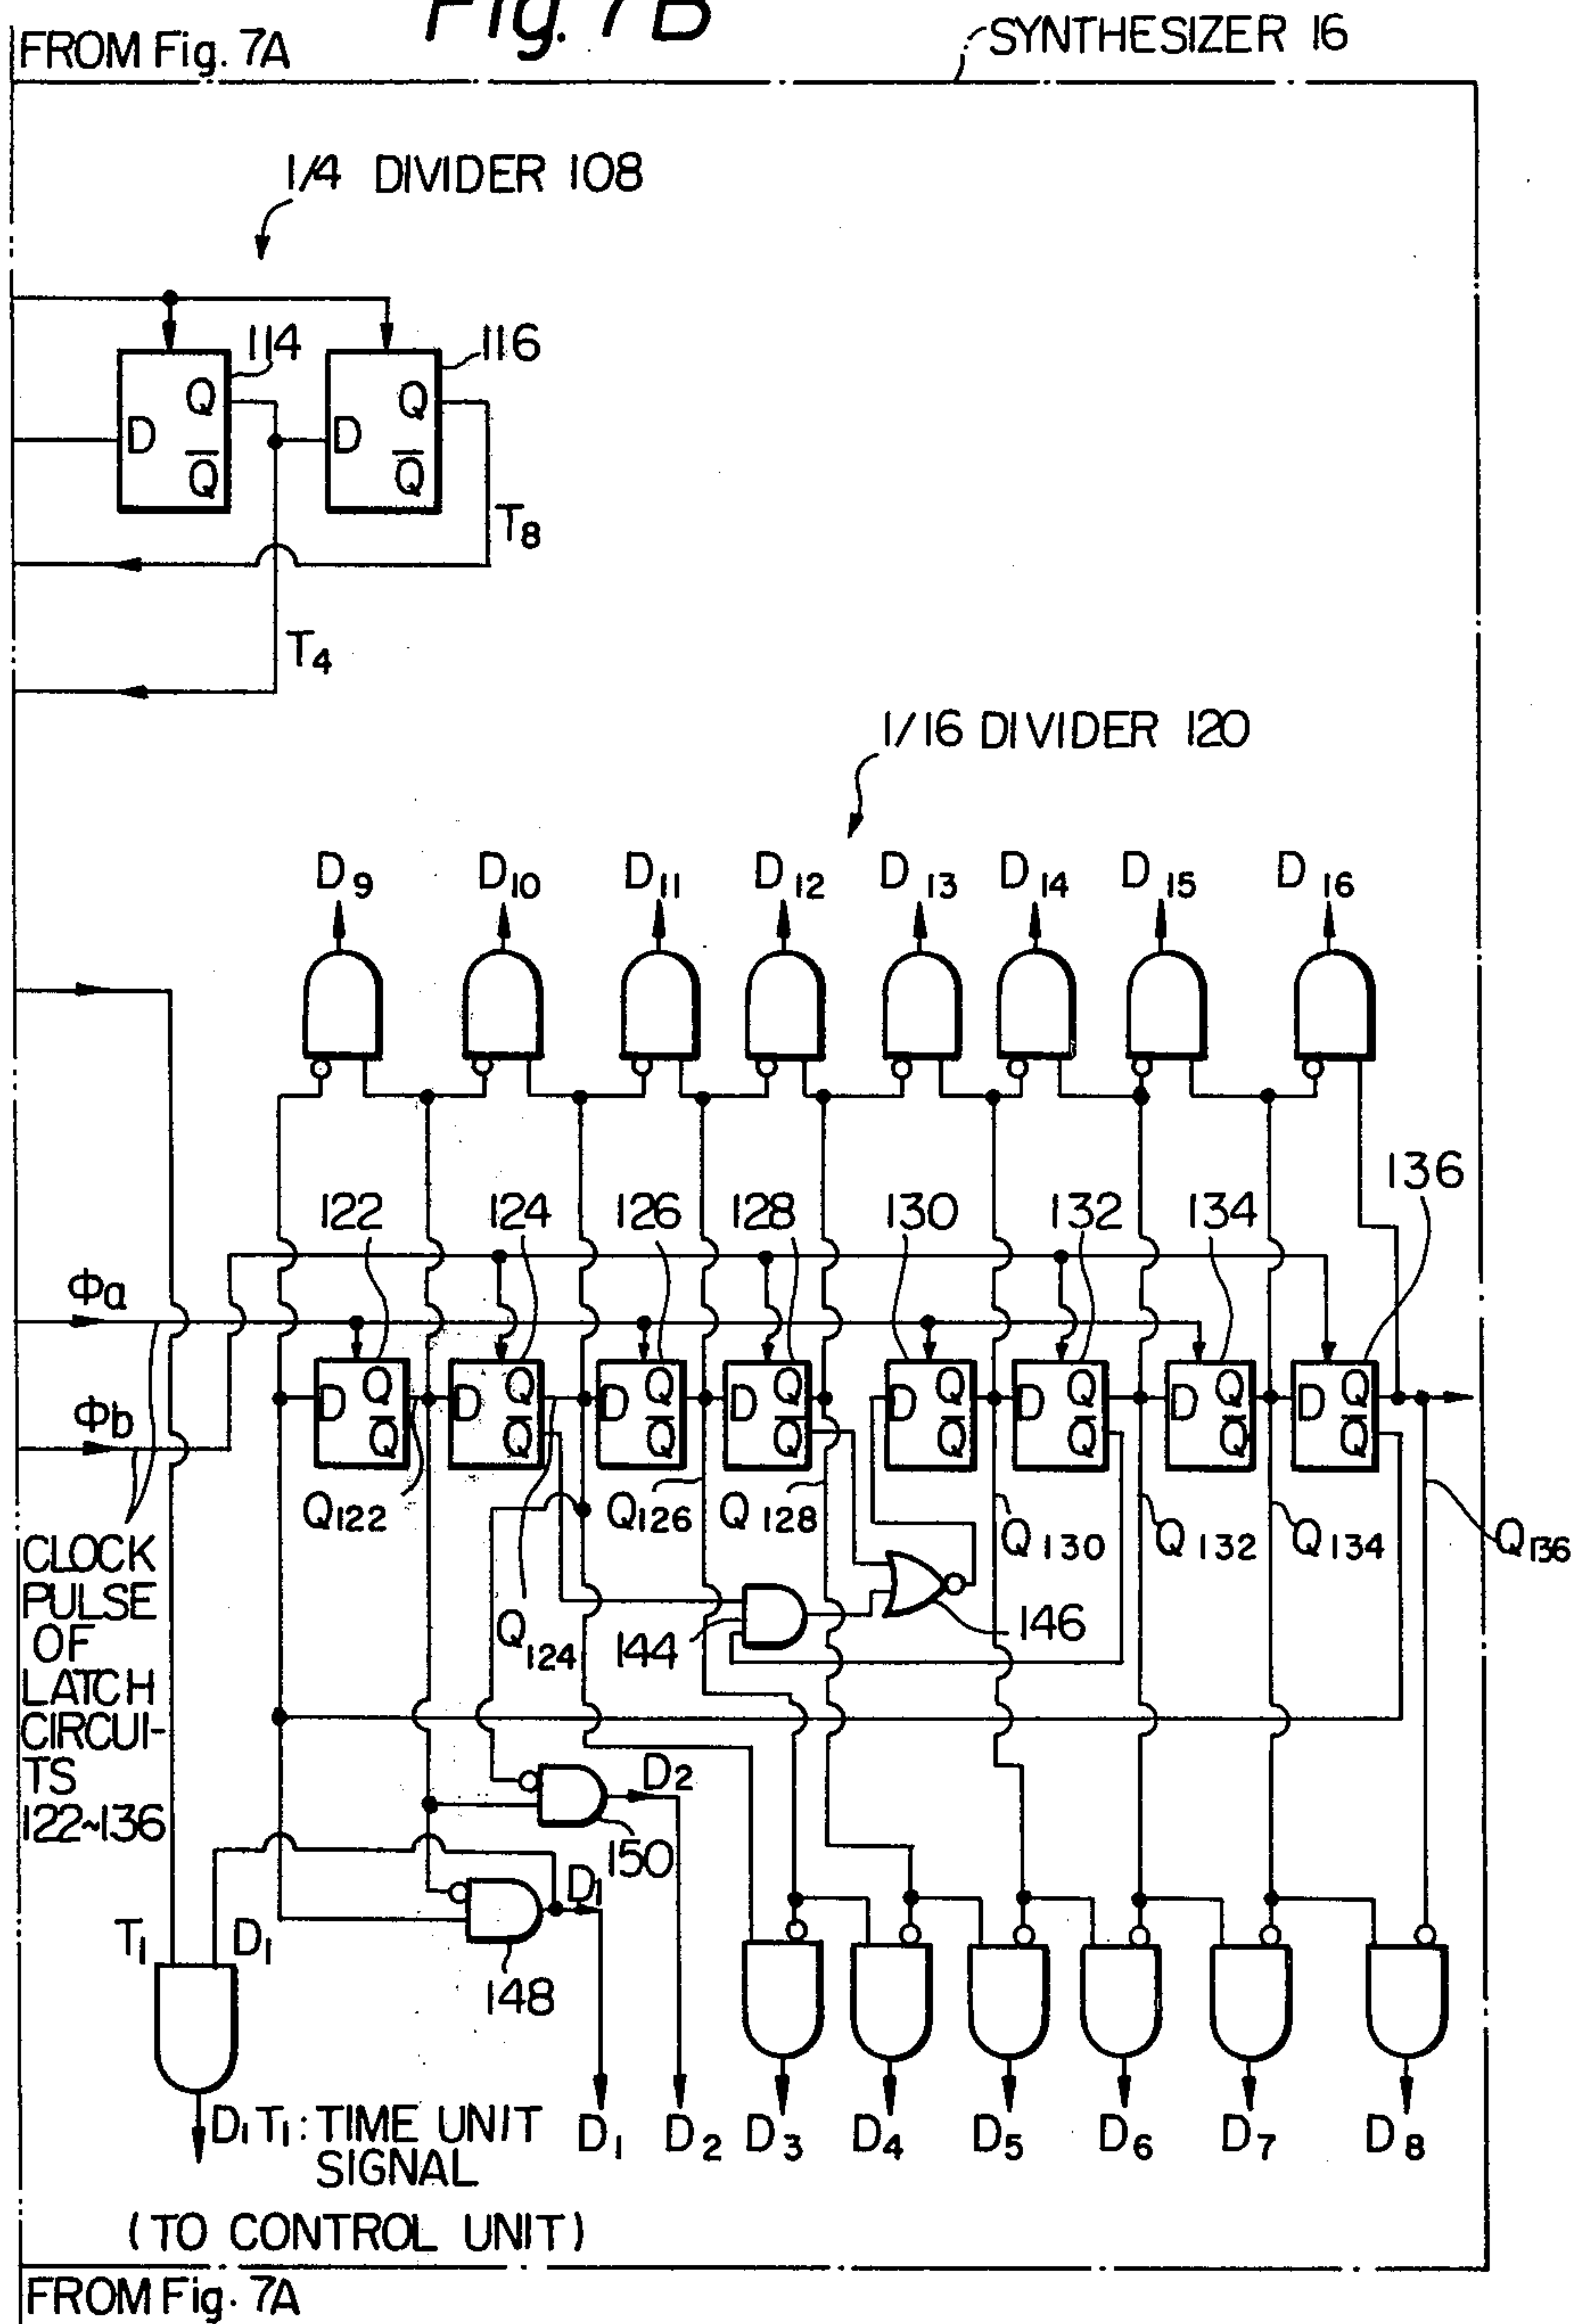 Fig. 7B
FROM Fig. 7A
SYNTHESIZER 16
1/4 DIVIDER 108
114
116
Q
Q
D
D
Q̅
Q̅
T8
T4
1/16 DIVIDER 120
D9
D10
D11
D12
D13
D14
D15
D16
136
122
124
126
128
130
132
134
Φa
D Q Q̅
D Q Q̅
D Q Q̅
D Q Q̅
D Q Q̅
D Q Q̅
D Q Q̅
D Q Q̅
Φb
Q122
Q126
Q128
Q130
Q132
Q134
Q136
CLOCK
PULSE
OF
LATCH
CIRCUI-
TS
122~136
Q124
144
146
D2
150
D1
T1
D1
148
D1T1: TIME UNIT
SIGNAL
D1
D2
D3
D4
D5
D6
D7
D8
(TO CONTROL UNIT)
FROM Fig. 7A